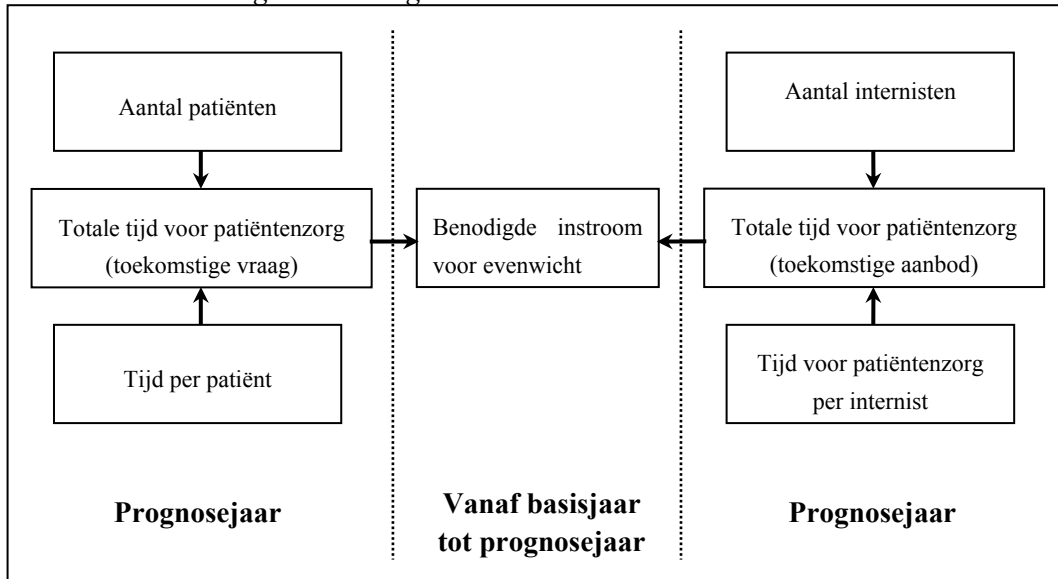 Aantal patiënten
Totale tijd voor patiëntenzorg
(toekomstige vraag)
Tijd per patiënt
Prognosejaar
Benodigde instroom
voor evenwicht
Vanaf basisjaar
tot prognosejaar
Aantal internisten
Totale tijd voor patiëntenzorg
(toekomstige aanbod)
Tijd voor patiëntenzorg
per internist
Prognosejaar